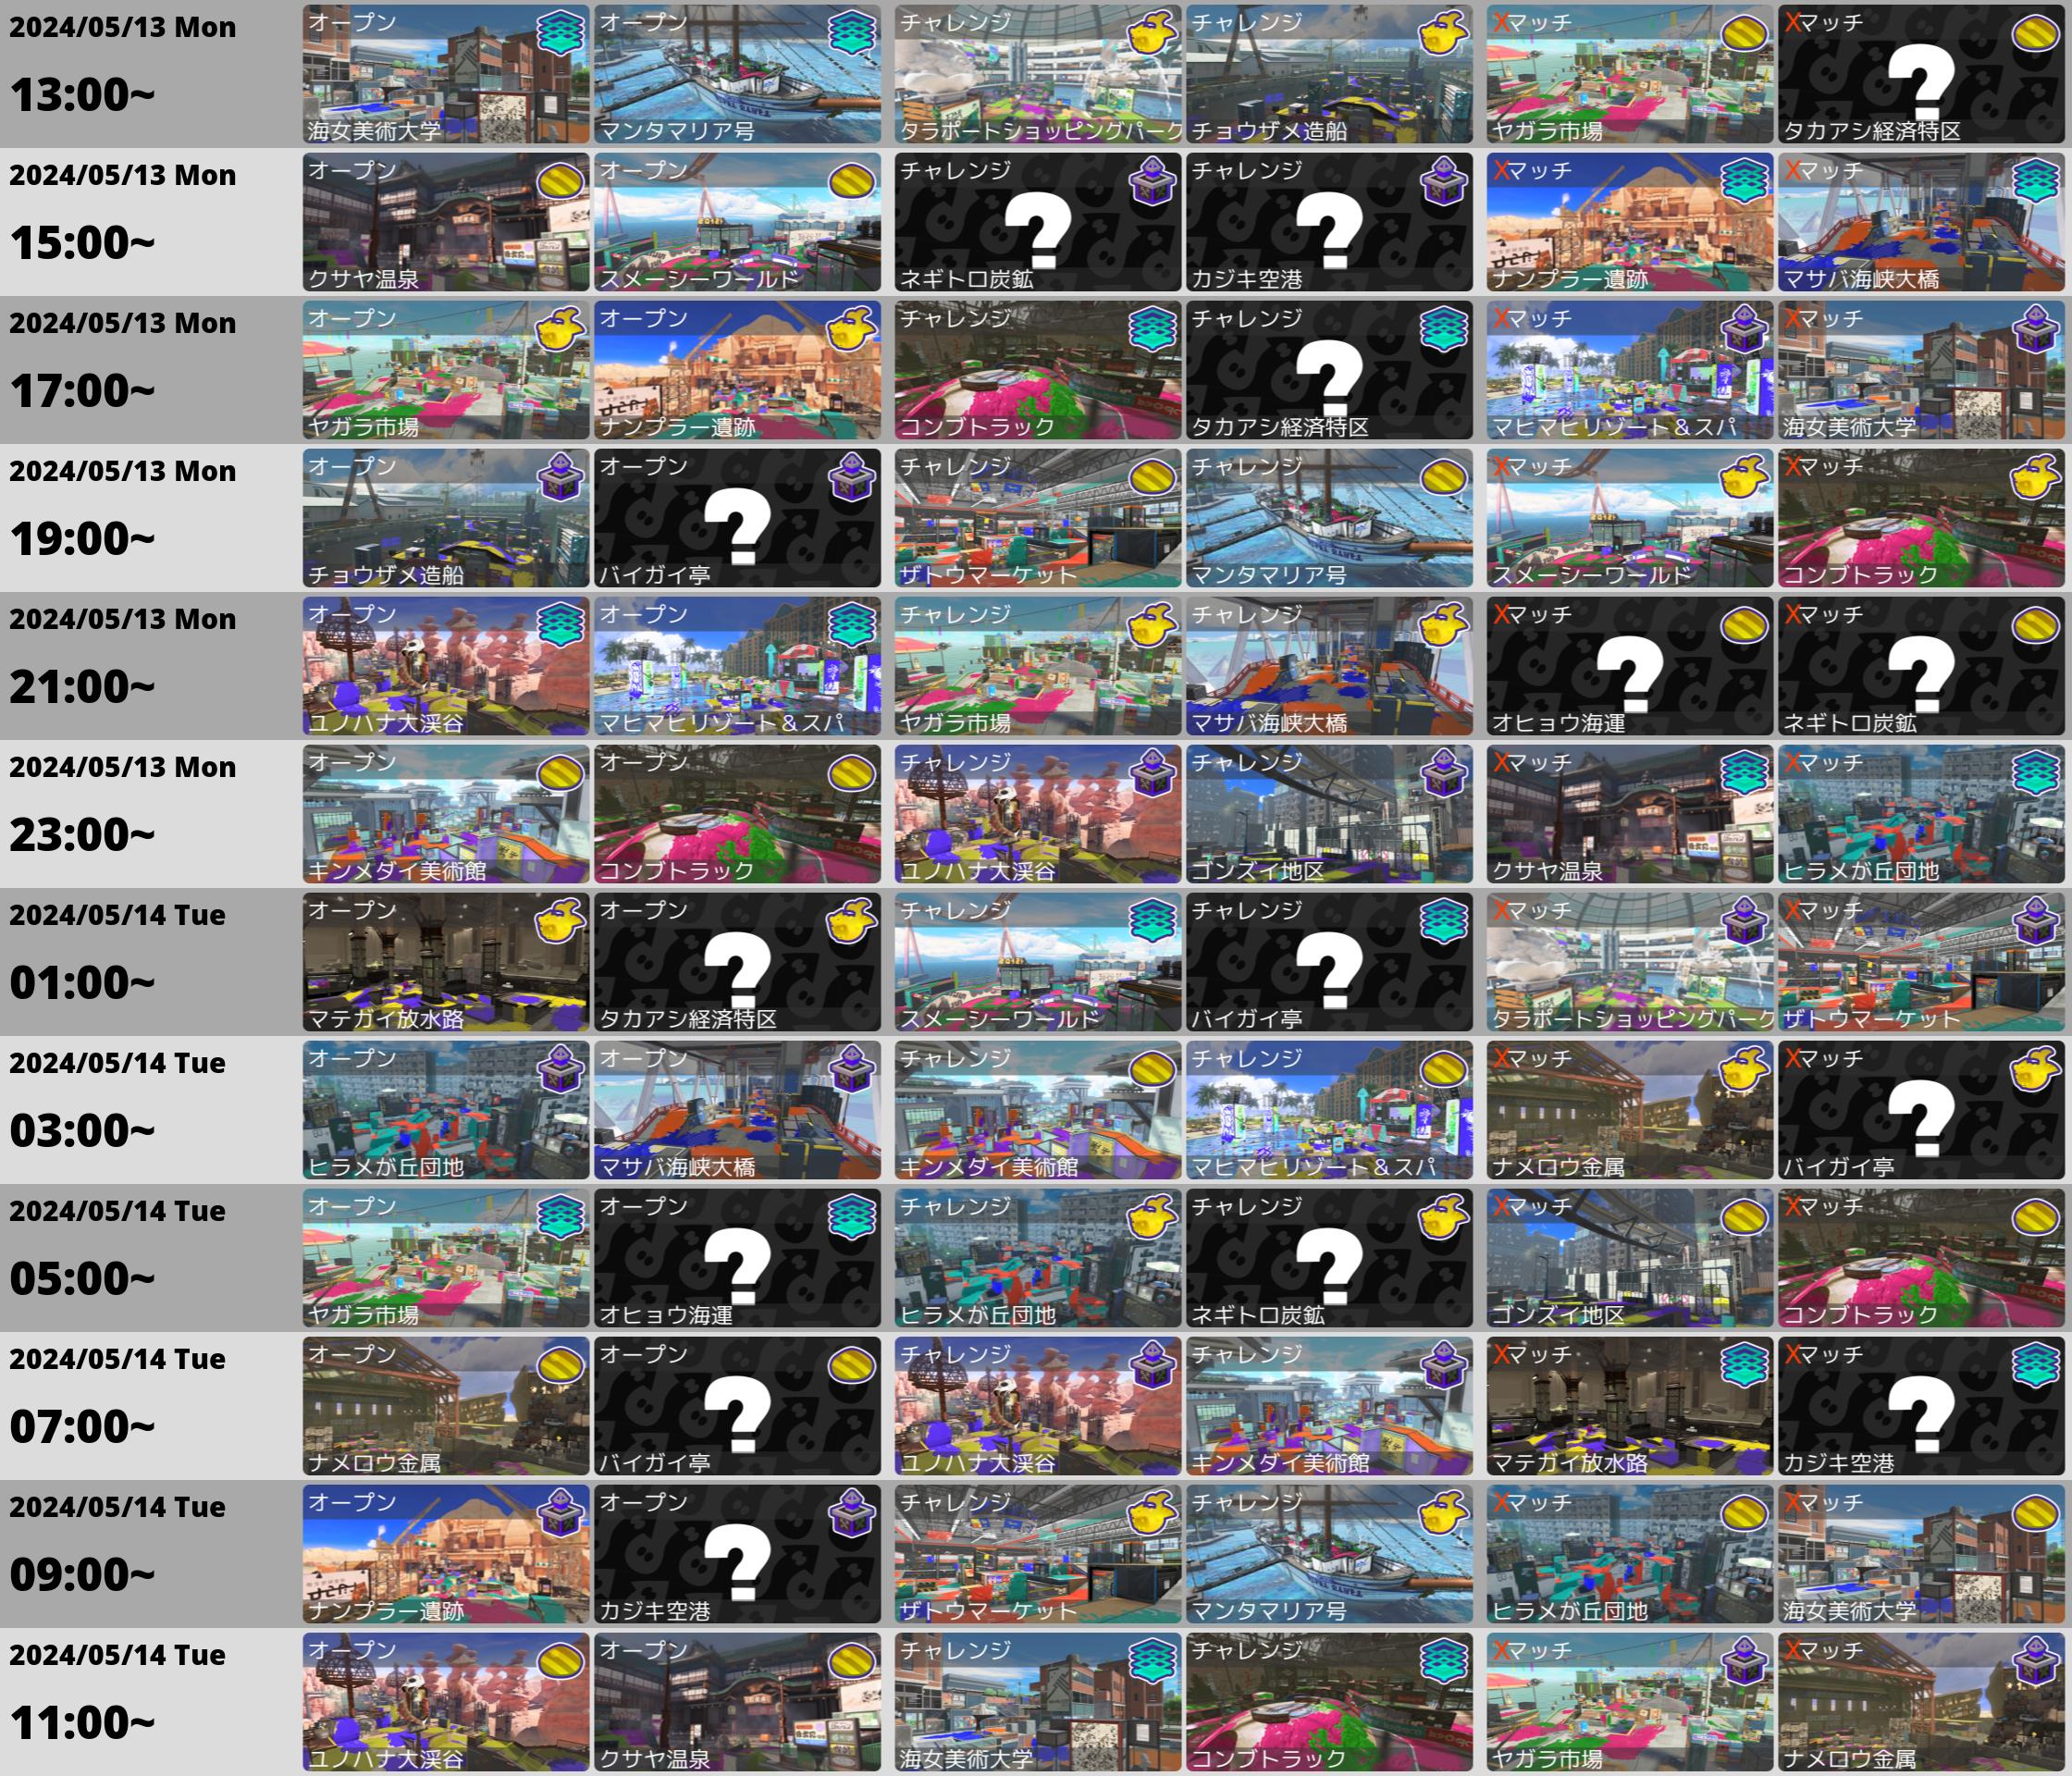 2024/05/13 Mon
13:00~
オープン
海女美術大学
オープン
マンタマリア号
チャレンジ
タラポートショッピングパーク
チャレンジ
チョウザメ造船
Xマッチ
ヤガラ市場
Xマッチ
タカアシ経済特区
2024/05/13 Mon
15:00~
オープン
クサヤ温泉
オープン
スメーシーワールド
チャレンジ
ネギトロ炭鉱
チャレンジ
カジキ空港
Xマッチ
ナンプラー遺跡
Xマッチ
マサバ海峡大橋
2024/05/13 Mon
17:00~
オープン
ヤガラ市場
オープン
ナンプラー遺跡
チャレンジ
コンブトラック
チャレンジ
タカアシ経済特区
Xマッチ
マヒマヒリゾート＆スパ
Xマッチ
海女美術大学
2024/05/13 Mon
19:00~
オープン
チョウザメ造船
オープン
バイガイ亭
チャレンジ
ザトウマーケット
チャレンジ
マンタマリア号
Xマッチ
スメーシーワールド
Xマッチ
コンブトラック
2024/05/13 Mon
21:00~
オープン
ユノハナ大渓谷
オープン
マヒマヒリゾート＆スパ
チャレンジ
ヤガラ市場
チャレンジ
マサバ海峡大橋
Xマッチ
オヒョウ海運
Xマッチ
ネギトロ炭鉱
2024/05/13 Mon
23:00~
オープン
キンメダイ美術館
オープン
コンブトラック
チャレンジ
ユノハナ大渓谷
チャレンジ
ゴンズイ地区
Xマッチ
クサヤ温泉
Xマッチ
ヒラメが丘団地
2024/05/14 Tue
01:00~
オープン
マテガイ放水路
オープン
タカアシ経済特区
チャレンジ
スメーシーワールド
チャレンジ
バイガイ亭
Xマッチ
タラポートショッピングパーク
Xマッチ
ザトウマーケット
2024/05/14 Tue
03:00~
オープン
ヒラメが丘団地
オープン
マサバ海峡大橋
チャレンジ
キンメダイ美術館
チャレンジ
マヒマヒリゾート＆スパ
Xマッチ
ナメロウ金属
Xマッチ
バイガイ亭
2024/05/14 Tue
05:00~
オープン
ヤガラ市場
オープン
オヒョウ海運
チャレンジ
ヒラメが丘団地
チャレンジ
ネギトロ炭鉱
Xマッチ
ゴンズイ地区
Xマッチ
コンブトラック
2024/05/14 Tue
07:00~
オープン
ナメロウ金属
オープン
バイガイ亭
チャレンジ
ユノハナ大渓谷
チャレンジ
キンメダイ美術館
Xマッチ
マテガイ放水路
Xマッチ
カジキ空港
2024/05/14 Tue
09:00~
オープン
ナンプラー遺跡
オープン
カジキ空港
チャレンジ
ザトウマーケット
チャレンジ
マンタマリア号
Xマッチ
ヒラメが丘団地
Xマッチ
海女美術大学
2024/05/14 Tue
11:00~
オープン
ユノハナ大渓谷
オープン
クサヤ温泉
チャレンジ
海女美術大学
チャレンジ
コンブトラック
Xマッチ
ヤガラ市場
Xマッチ
ナメロウ金属